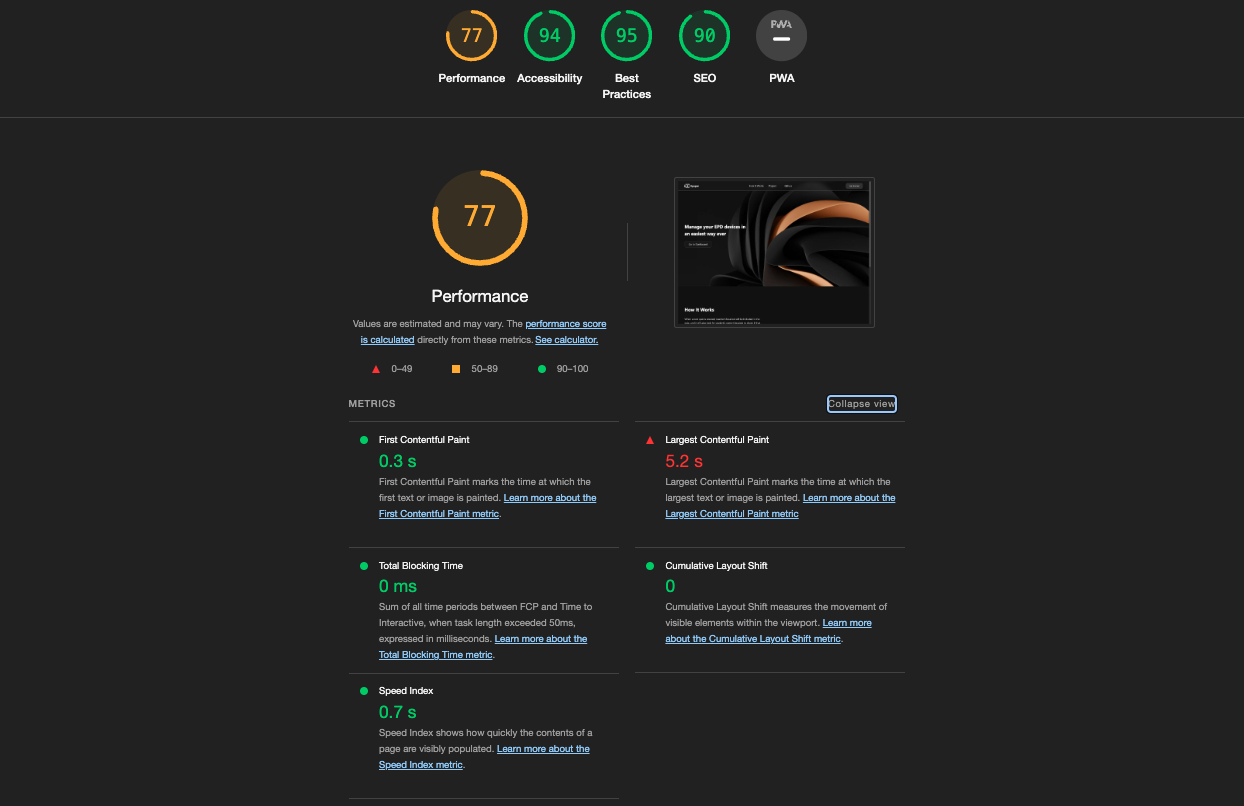 77
94
95
90
PWA
Performance
Accessibility
Best
Practices
SEO
PWA
77
Performance
Values are estimated and may vary. The performance score
is calculated directly from these metrics. See calculator.
0–49
50–89
90–100
Manage your EPD devices in
an easiest way ever
How It Works
METRICS
Collapse view
First Contentful Paint
0.3 s
First Contentful Paint marks the time at which the
first text or image is painted. Learn more about the
First Contentful Paint metric.
Largest Contentful Paint
5.2 s
Largest Contentful Paint marks the time at which the
largest text or image is painted. Learn more about the
Largest Contentful Paint metric
Total Blocking Time
0 ms
Sum of all time periods between FCP and Time to
Interactive, when task length exceeded 50ms,
expressed in milliseconds. Learn more about the
Total Blocking Time metric.
Cumulative Layout Shift
0
Cumulative Layout Shift measures the movement of
visible elements within the viewport. Learn more
about the Cumulative Layout Shift metric.
Speed Index
0.7 s
Speed Index shows how quickly the contents of a
page are visibly populated. Learn more about the
Speed Index metric.